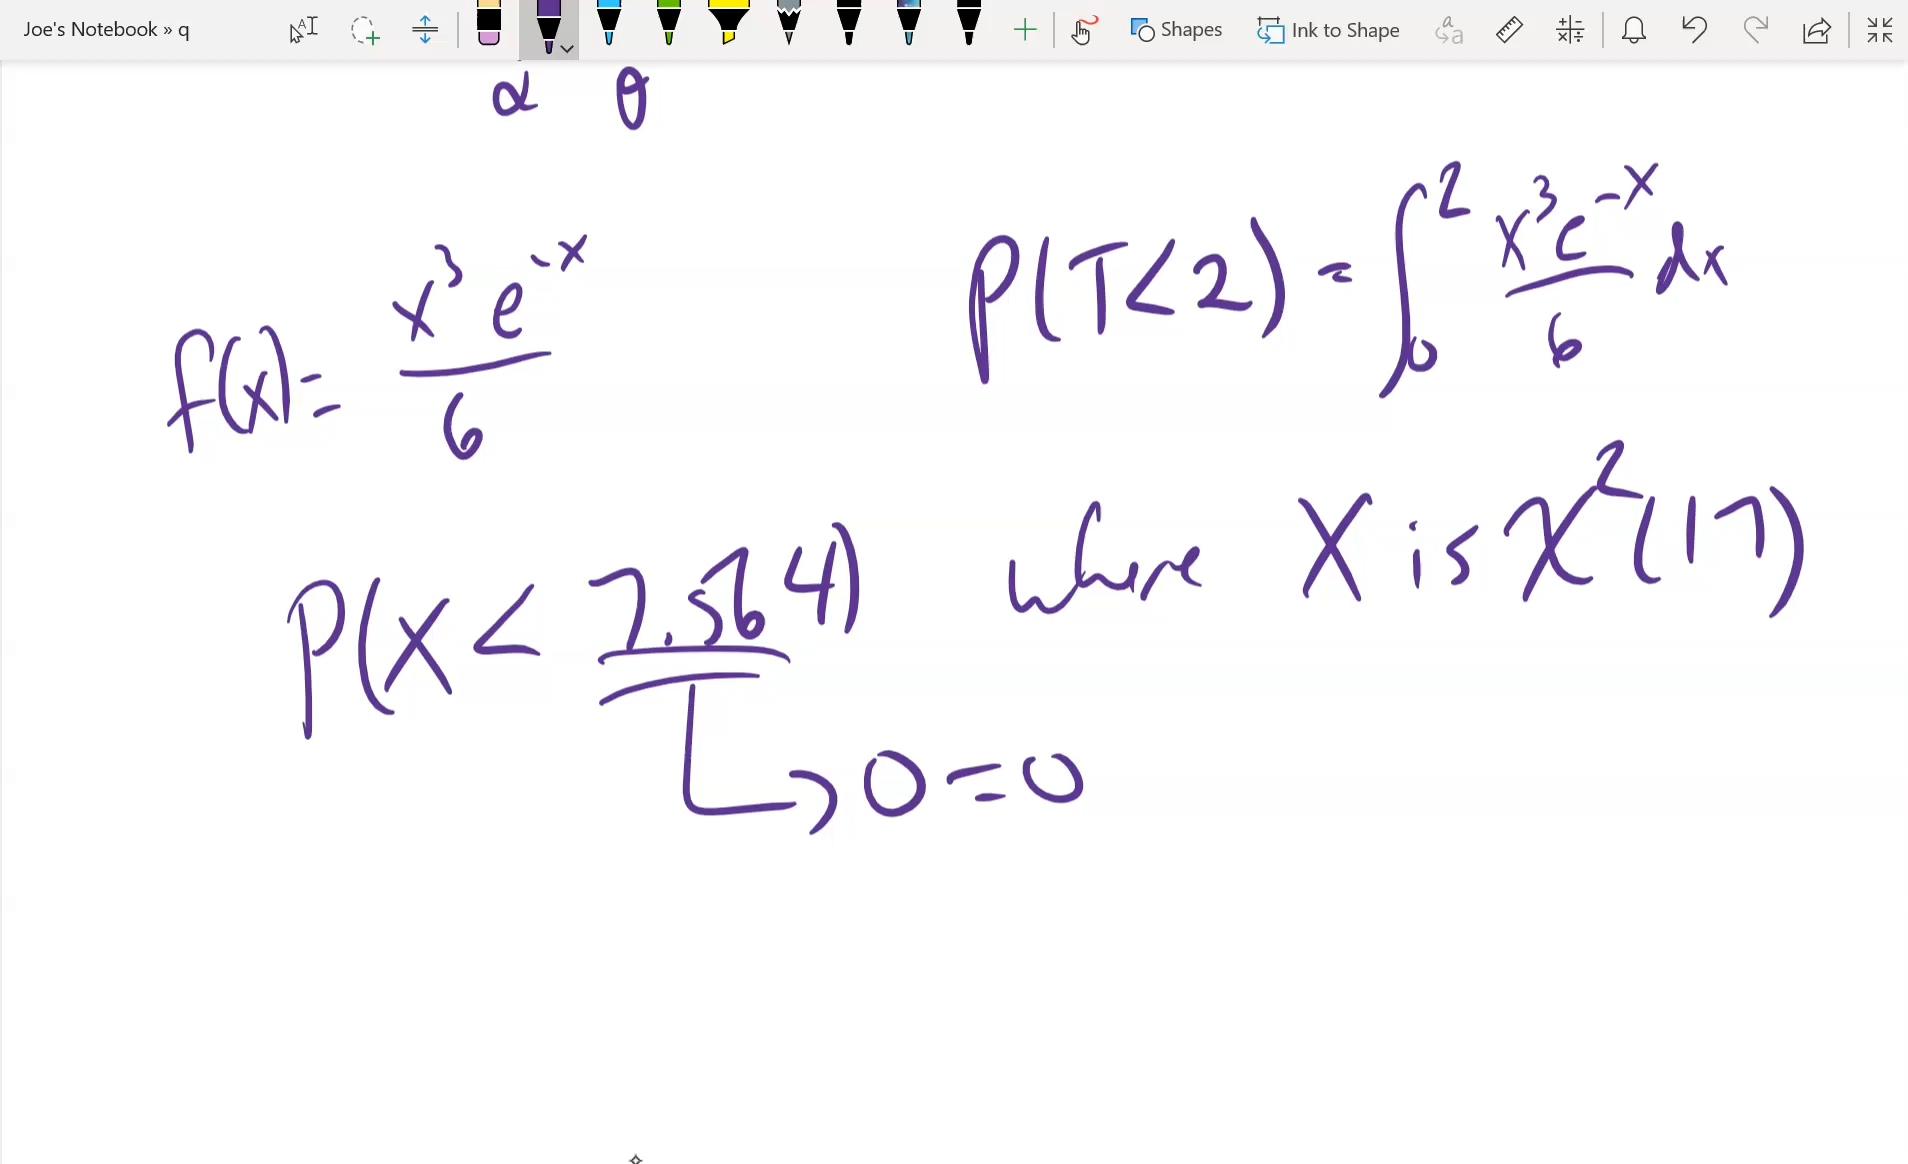 Joe's Notebook » q
Shapes
Ink to Shape
α θ
f(x) = x³ e^-x / 6
P(T<2) = ∫₀² x³e^-x / 6 dx
P(X < 7.564) where X is χ²(17)
↳ 0=0